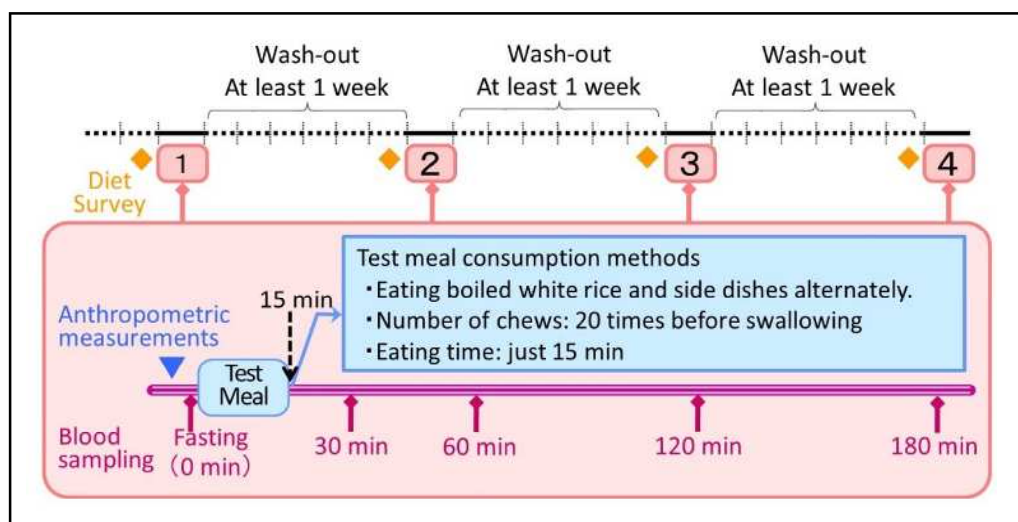 Wash-out
At least 1 week
Wash-out
At least 1 week
Wash-out
At least 1 week
1
2
3
4
Diet
Survey
Test meal consumption methods
・Eating boiled white rice and side dishes alternately.
・Number of chews: 20 times before swallowing
・Eating time: just 15 min
15 min
Anthropometric
measurements
Test
Meal
Blood
sampling
Fasting
(0 min)
30 min
60 min
120 min
180 min